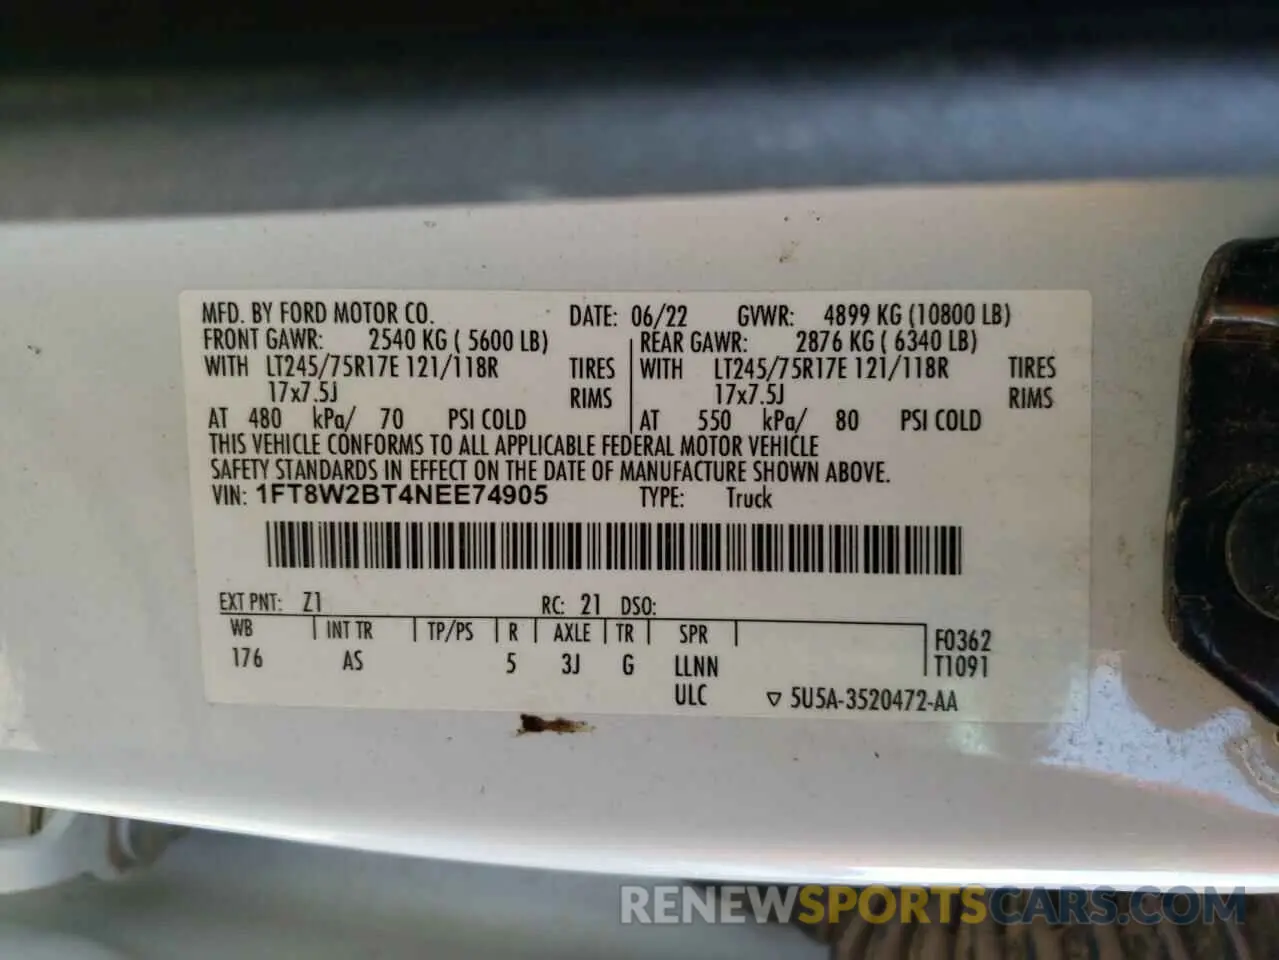 MFD. BY FORD MOTOR CO. DATE: 06/22 GVWR: 4899 KG (10800 LB)
FRONT GAWR: 2540 KG ( 5600 LB) REAR GAWR: 2876 KG ( 6340 LB)
WITH LT245/75R17E 121/118R TIRES WITH LT245/75R17E 121/118R TIRES
17x7.5J RIMS 17x7.5J RIMS
AT 480 kPa/ 70 PSI COLD AT 550 kPa/ 80 PSI COLD
THIS VEHICLE CONFORMS TO ALL APPLICABLE FEDERAL MOTOR VEHICLE
SAFETY STANDARDS IN EFFECT ON THE DATE OF MANUFACTURE SHOWN ABOVE.
VIN: 1FT8W2BT4NEE74905 TYPE: Truck
EXT PNT: Z1 RC: 21 DSO:
WB INT TR TP/PS R AXLE TR SPR F0362
176 AS 5 3J G LLNN T1091
ULC ▽ 5U5A-3520472-AA
RENEWSPORTSCARS.COM